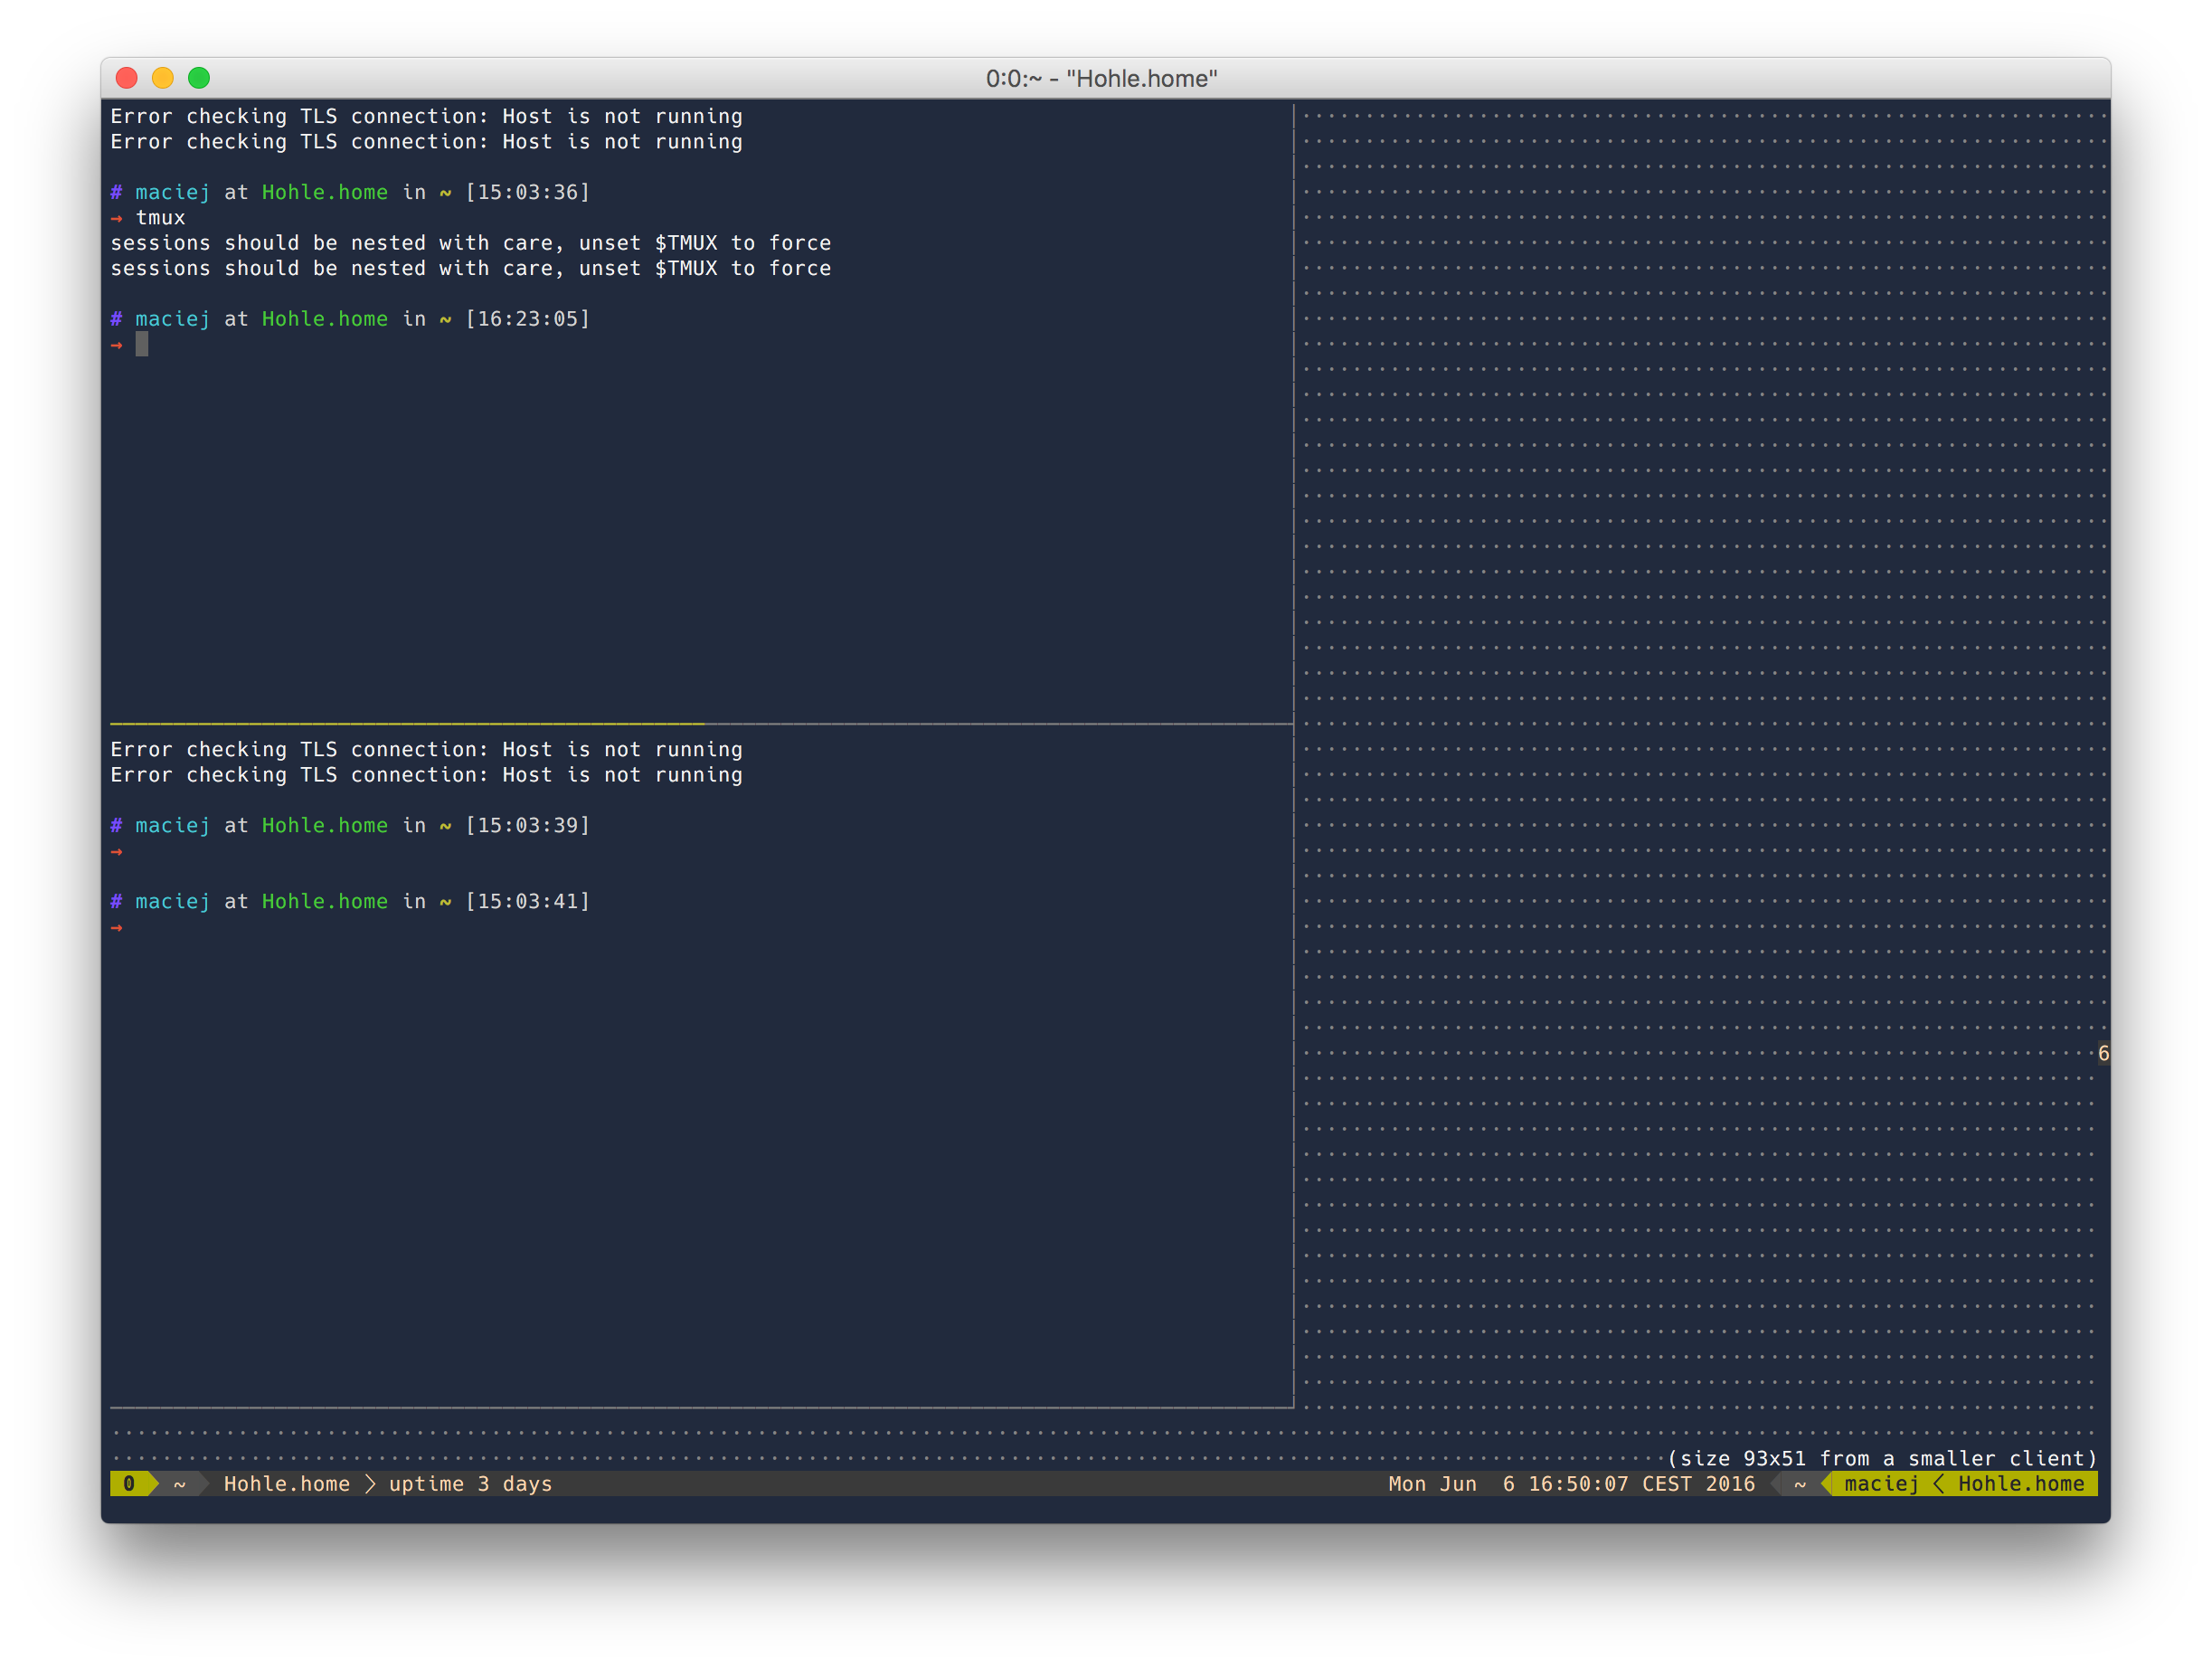 0:0:~ - "Hohle.home"
Error checking TLS connection: Host is not running
Error checking TLS connection: Host is not running
# maciej at Hohle.home in ~ [15:03:36]
→ tmux
sessions should be nested with care, unset $TMUX to force
sessions should be nested with care, unset $TMUX to force
# maciej at Hohle.home in ~ [16:23:05]
→
Error checking TLS connection: Host is not running
Error checking TLS connection: Host is not running
# maciej at Hohle.home in ~ [15:03:39]
→
# maciej at Hohle.home in ~ [15:03:41]
→
6
(size 93x51 from a smaller client)
0 ~ Hohle.home > uptime 3 days Mon Jun  6 16:50:07 CEST 2016 ~ maciej < Hohle.home